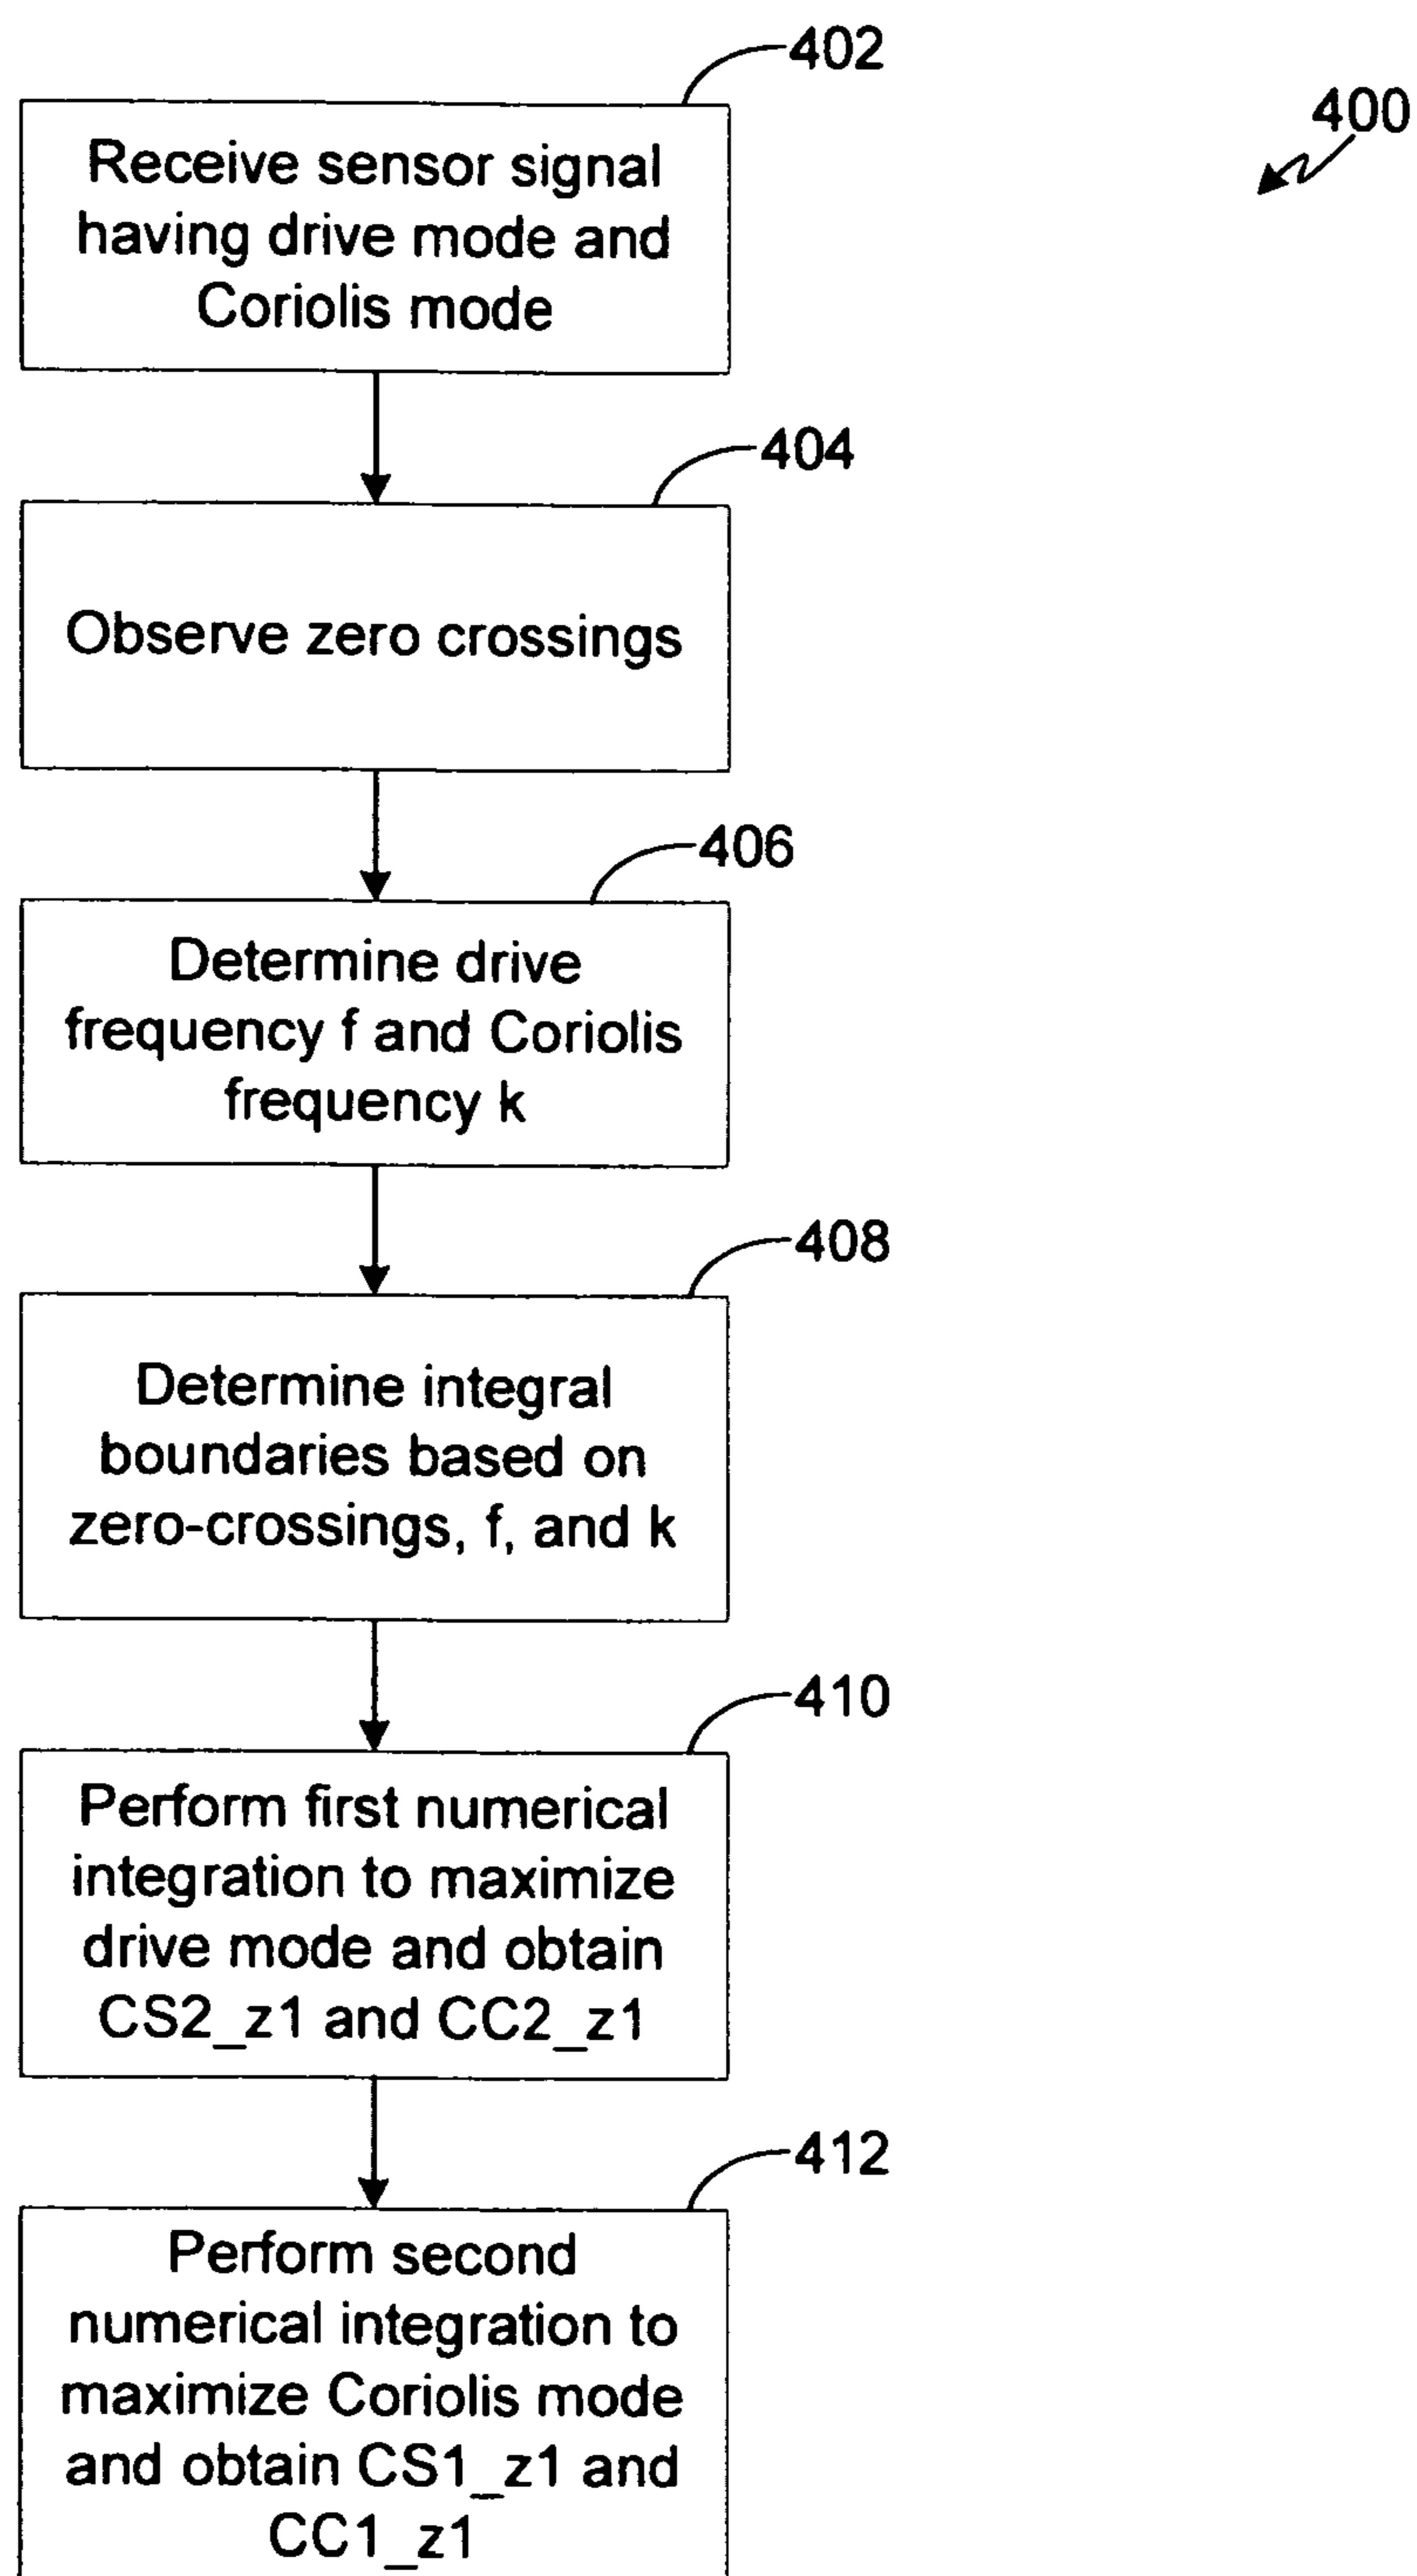 402
400
Receive sensor signal
having drive mode and
Coriolis mode
404
Observe zero crossings
406
Determine drive
frequency f and Coriolis
frequency k
408
Determine integral
boundaries based on
zero-crossings, f, and k
410
Perform first numerical
integration to maximize
drive mode and obtain
CS2_z1 and CC2_z1
412
Perform second
numerical integration to
maximize Coriolis mode
and obtain CS1_z1 and
CC1_z1